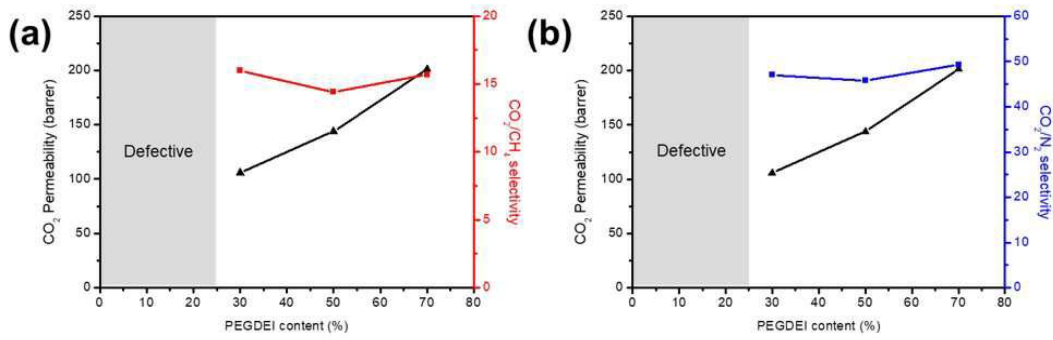 (a)
250
200
150
100
50
0
CO₂ Permeability (barrer)
Defective
0 10 20 30 40 50 60 70 80
PEGDEI content (%)
20
15
10
5
0
CO₂/CH₄ selectivity
(b)
250
200
150
100
50
0
CO₂ Permeability (barrer)
Defective
0 10 20 30 40 50 60 70 80
PEGDEI content (%)
60
50
40
30
20
10
0
CO₂/N₂ selectivity